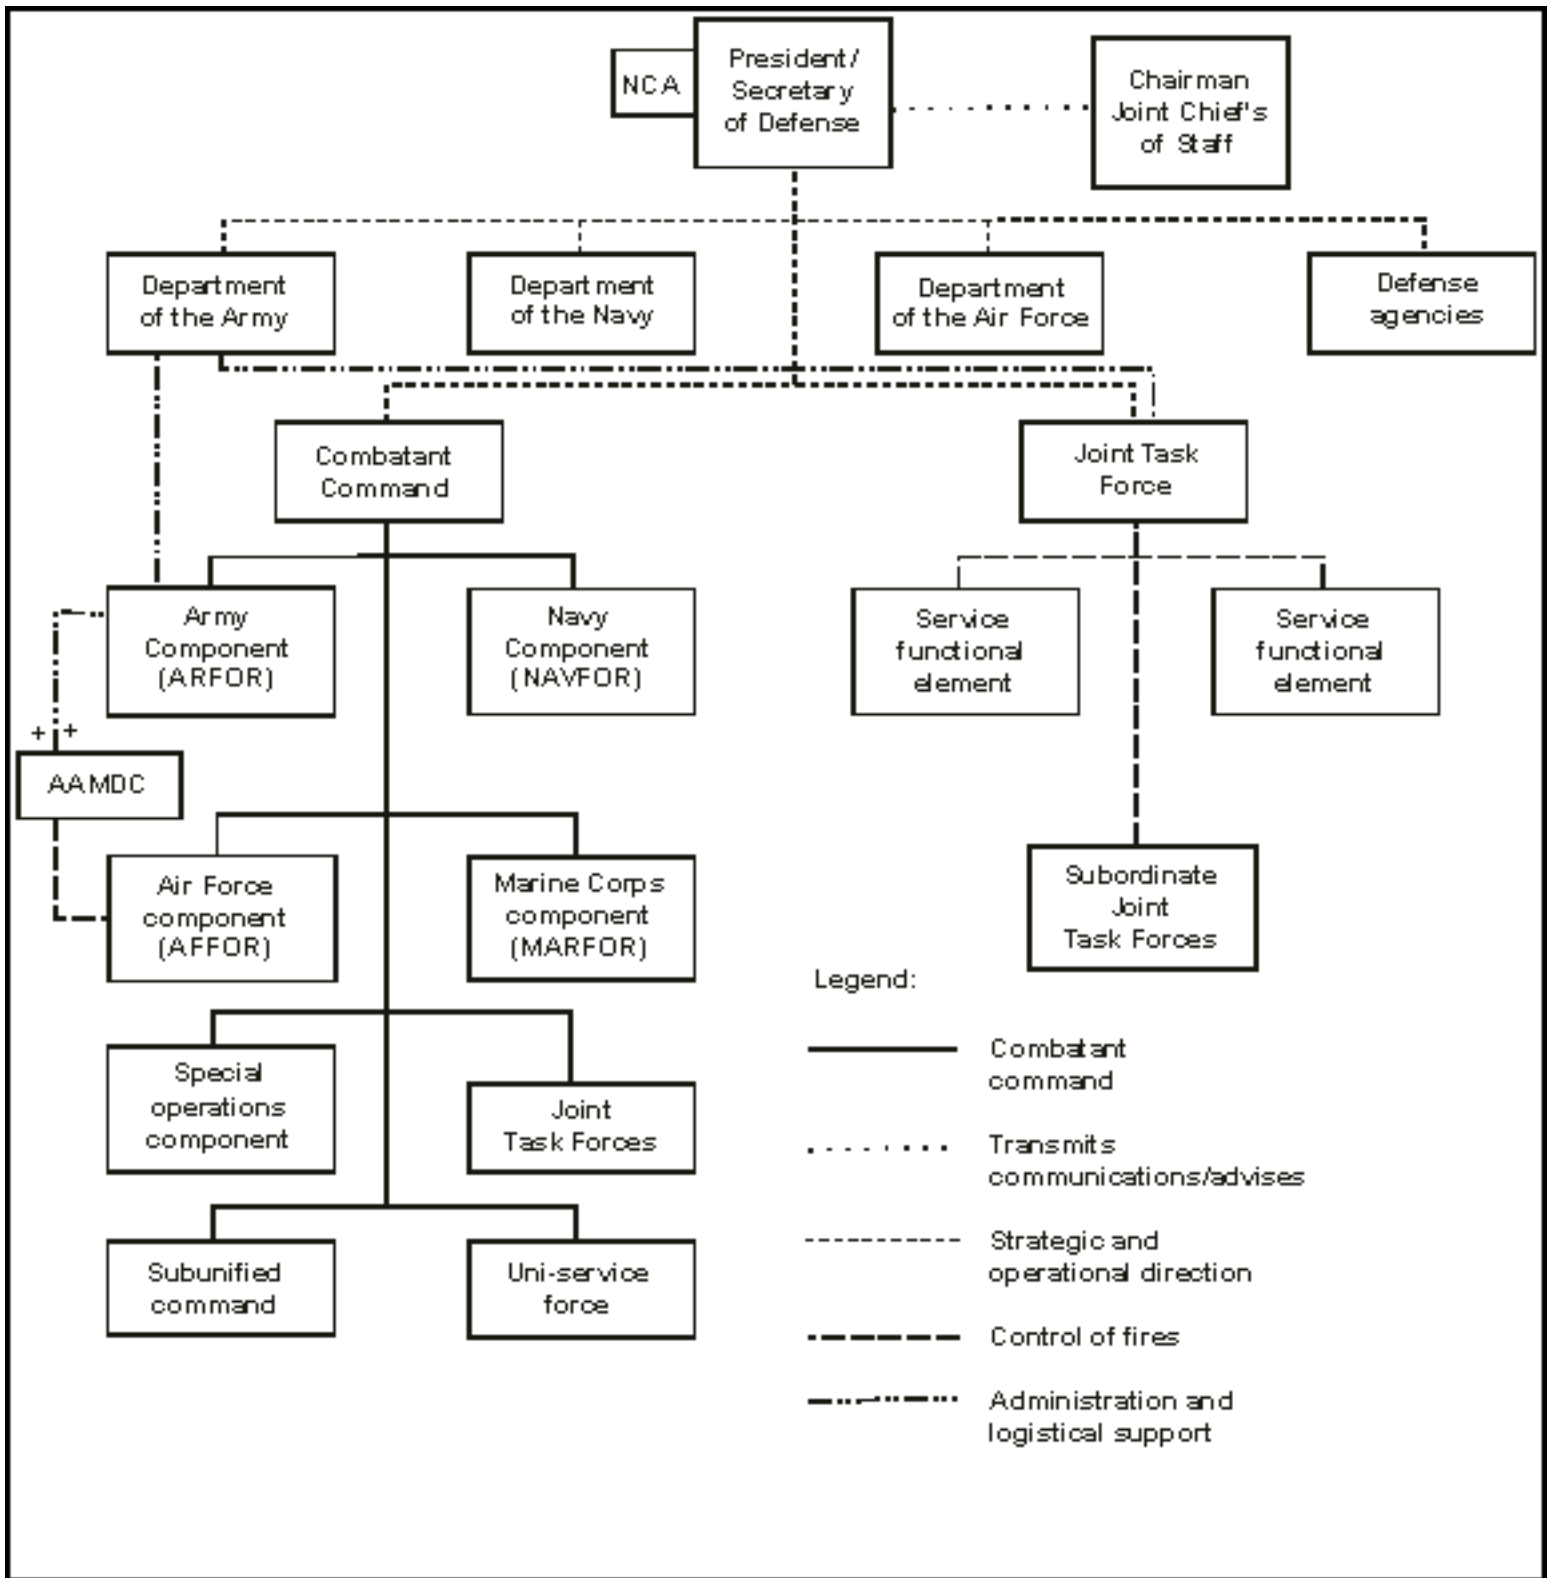 NCA
President/
Secretary
of Defense
Chairman
Joint Chief's
of Staff
Department
of the Army
Department
of the Navy
Department
of the Air Force
Defense
agencies
Combatant
Command
Joint Task
Force
Army
Component
(ARFOR)
Navy
Component
(NAVFOR)
Service
functional
element
Service
functional
element
+ +
AAMDC
Air Force
component
(AFFOR)
Marine Corps
component
(MARFOR)
Subordinate
Joint
Task Forces
Special
operations
component
Joint
Task Forces
Subunified
command
Uni-service
force
Legend:
Combatant
command
Transmits
communications/advises
Strategic and
operational direction
Control of fires
Administration and
logistical support